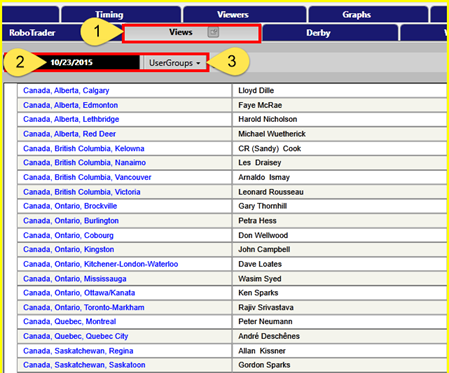 Timing Viewers Graphs
RoboTrader 1 Views Derby
2 10/23/2015 UserGroups 3
Canada, Alberta, Calgary Lloyd Dille
Canada, Alberta, Edmonton Faye McRae
Canada, Alberta, Lethbridge Harold Nicholson
Canada, Alberta, Red Deer Michael Wuetherick
Canada, British Columbia, Kelowna CR (Sandy) Cook
Canada, British Columbia, Nanaimo Les Draisey
Canada, British Columbia, Vancouver Arnaldo Ismay
Canada, British Columbia, Victoria Leonard Rousseau
Canada, Ontario, Brockville Gary Thornhill
Canada, Ontario, Burlington Petra Hess
Canada, Ontario, Cobourg Don Wellwood
Canada, Ontario, Kingston John Campbell
Canada, Ontario, Kitchener-London-Waterloo Dave Loates
Canada, Ontario, Mississauga Wasim Syed
Canada, Ontario, Ottawa/Kanata Ken Sparks
Canada, Ontario, Toronto-Markham Rajiv Srivastava
Canada, Quebec, Montreal Peter Neumann
Canada, Quebec, Quebec City André Deschênes
Canada, Saskatchewan, Regina Allan Kissner
Canada, Saskatchewan, Saskatoon Gordon Sparks